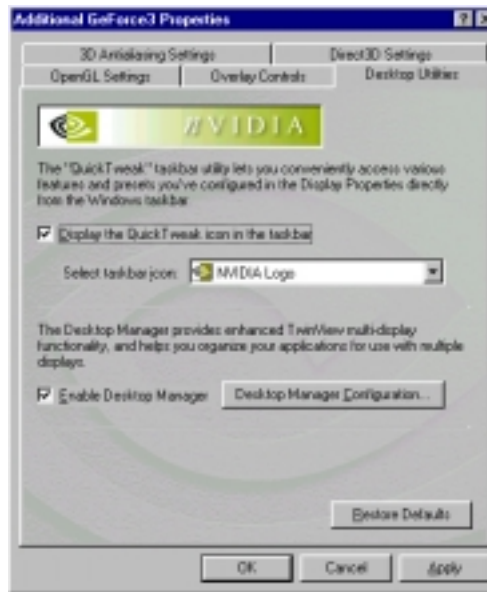 Additional GeForce3 Properties
3D Antialiasing Settings
Direct3D Settings
OpenGL Settings
Overlay Controls
Desktop Utilities
nVIDIA
The "QuickTweak" taskbar utility lets you conveniently access various
features and presets you've configured in the Display Properties directly
from the Windows taskbar
Display the QuickTweak icon in the taskbar
Select taskbar icon:
NVIDIA Logo
The Desktop Manager provides enhanced TwinView multi-display
functionality, and helps you organize your applications for use with multiple
displays.
Enable Desktop Manager
Desktop Manager Configuration...
Restore Defaults
OK
Cancel
Apply